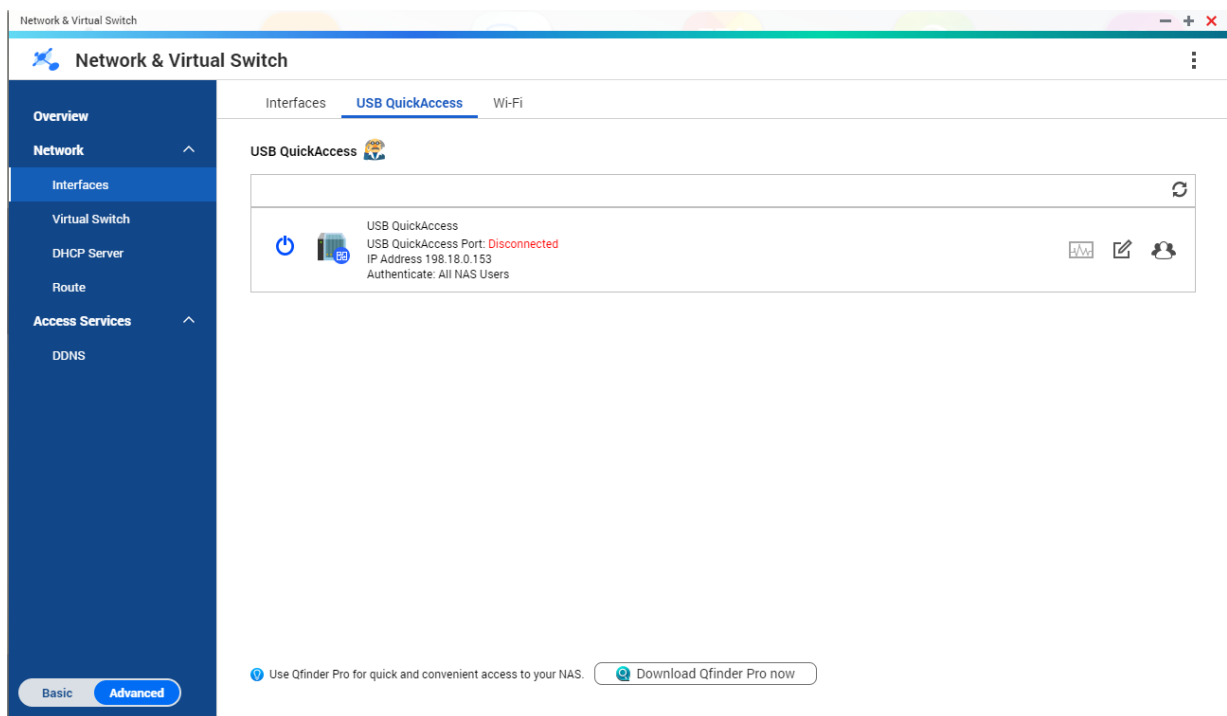 Network & Virtual Switch
Network & Virtual Switch
Overview
Network
Interfaces
Virtual Switch
DHCP Server
Route
Access Services
DDNS
Basic
Advanced
Interfaces USB QuickAccess Wi-Fi
USB QuickAccess
USB QuickAccess
USB QuickAccess Port: Disconnected
IP Address 198.18.0.153
Authenticate: All NAS Users
Use Qfinder Pro for quick and convenient access to your NAS. Download Qfinder Pro now